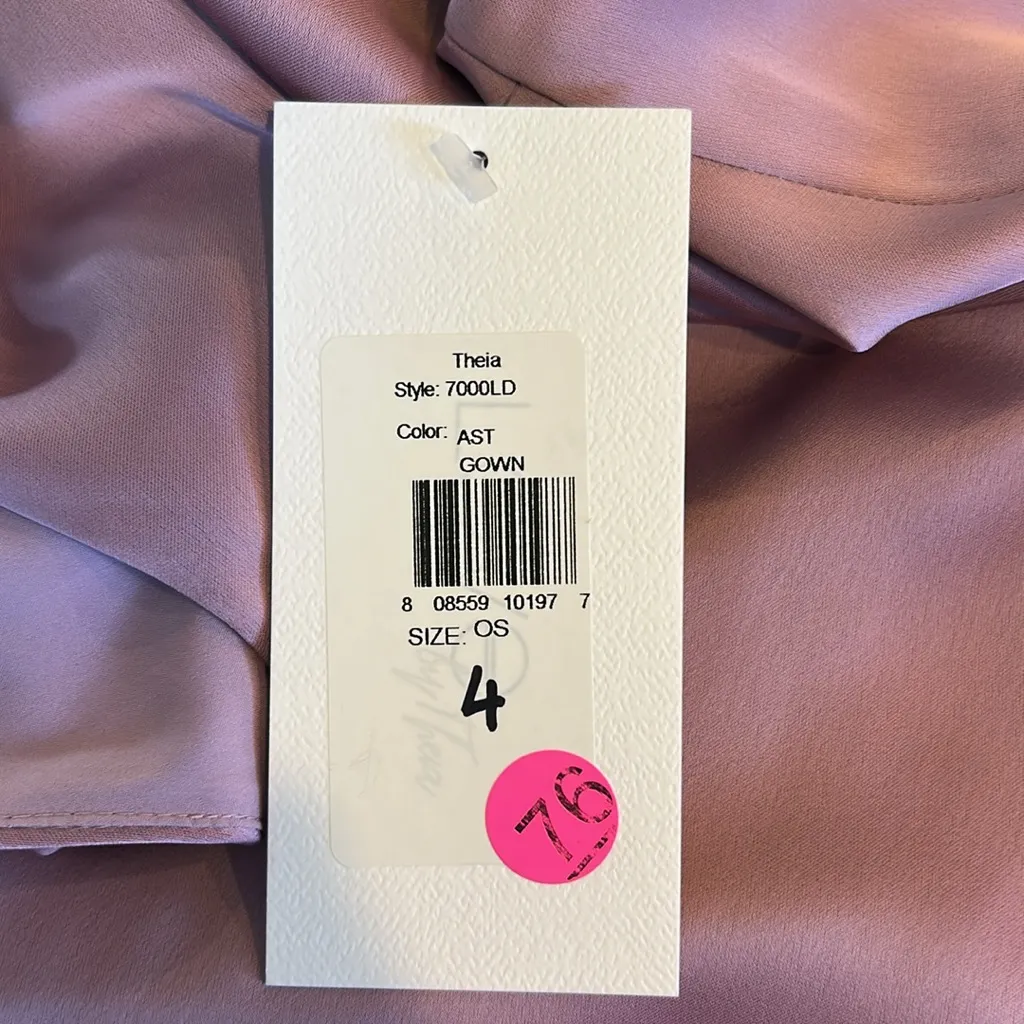 Theia
Style: 7000LD
Color: AST
GOWN
8 08559 10197 7
SIZE: OS
4
76